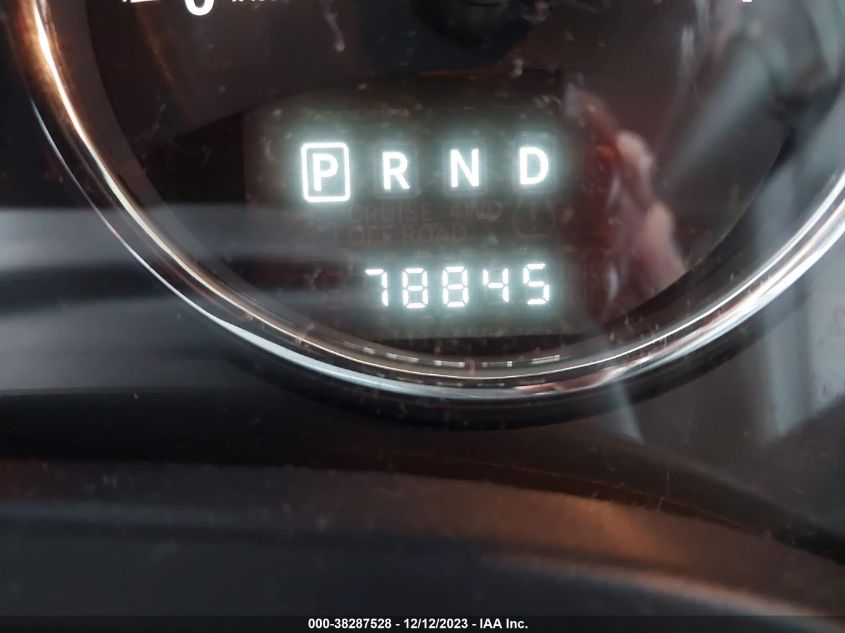 P R N D
CRUISE 4WD
OFF ROAD
78845
000-38287528 - 12/12/2023 - IAA Inc.